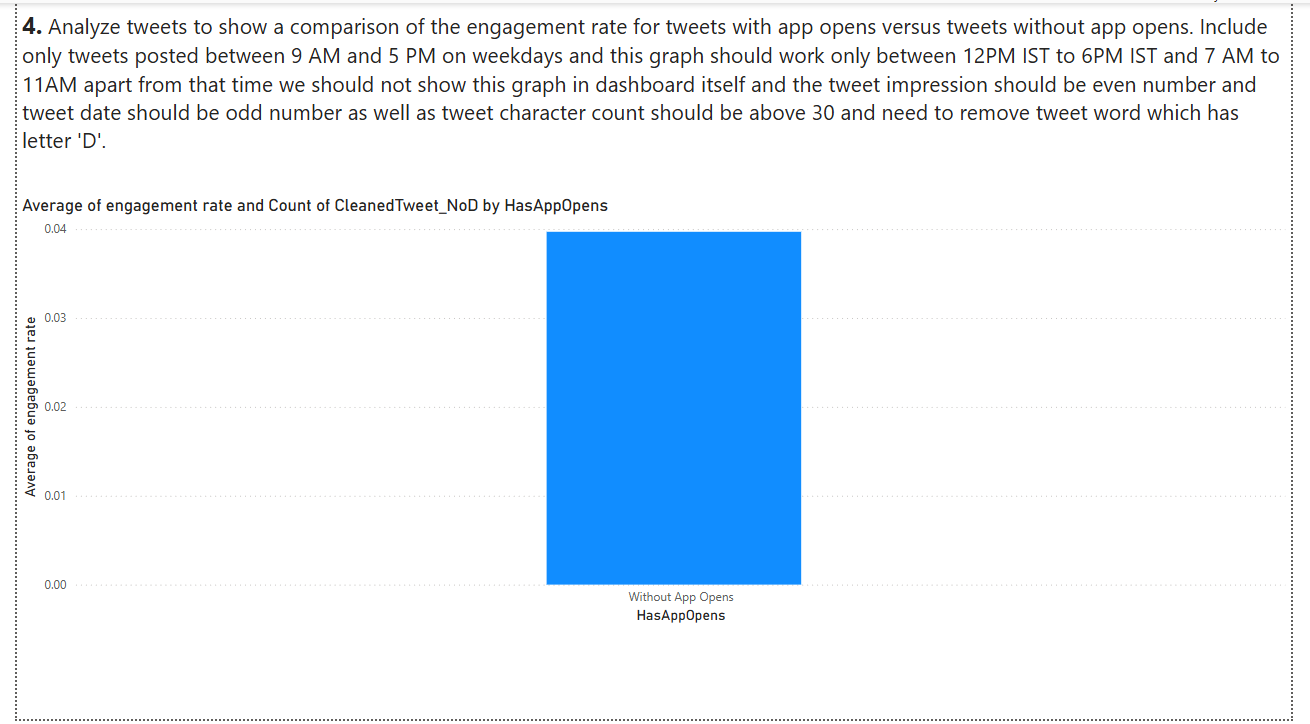 4. Analyze tweets to show a comparison of the engagement rate for tweets with app opens versus tweets without app opens. Include
only tweets posted between 9 AM and 5 PM on weekdays and this graph should work only between 12PM IST to 6PM IST and 7 AM to
11AM apart from that time we should not show this graph in dashboard itself and the tweet impression should be even number and
tweet date should be odd number as well as tweet character count should be above 30 and need to remove tweet word which has
letter 'D'.
Average of engagement rate and Count of CleanedTweet_NoD by HasAppOpens
0.04
0.03
0.02
0.01
0.00
Average of engagement rate
Without App Opens
HasAppOpens